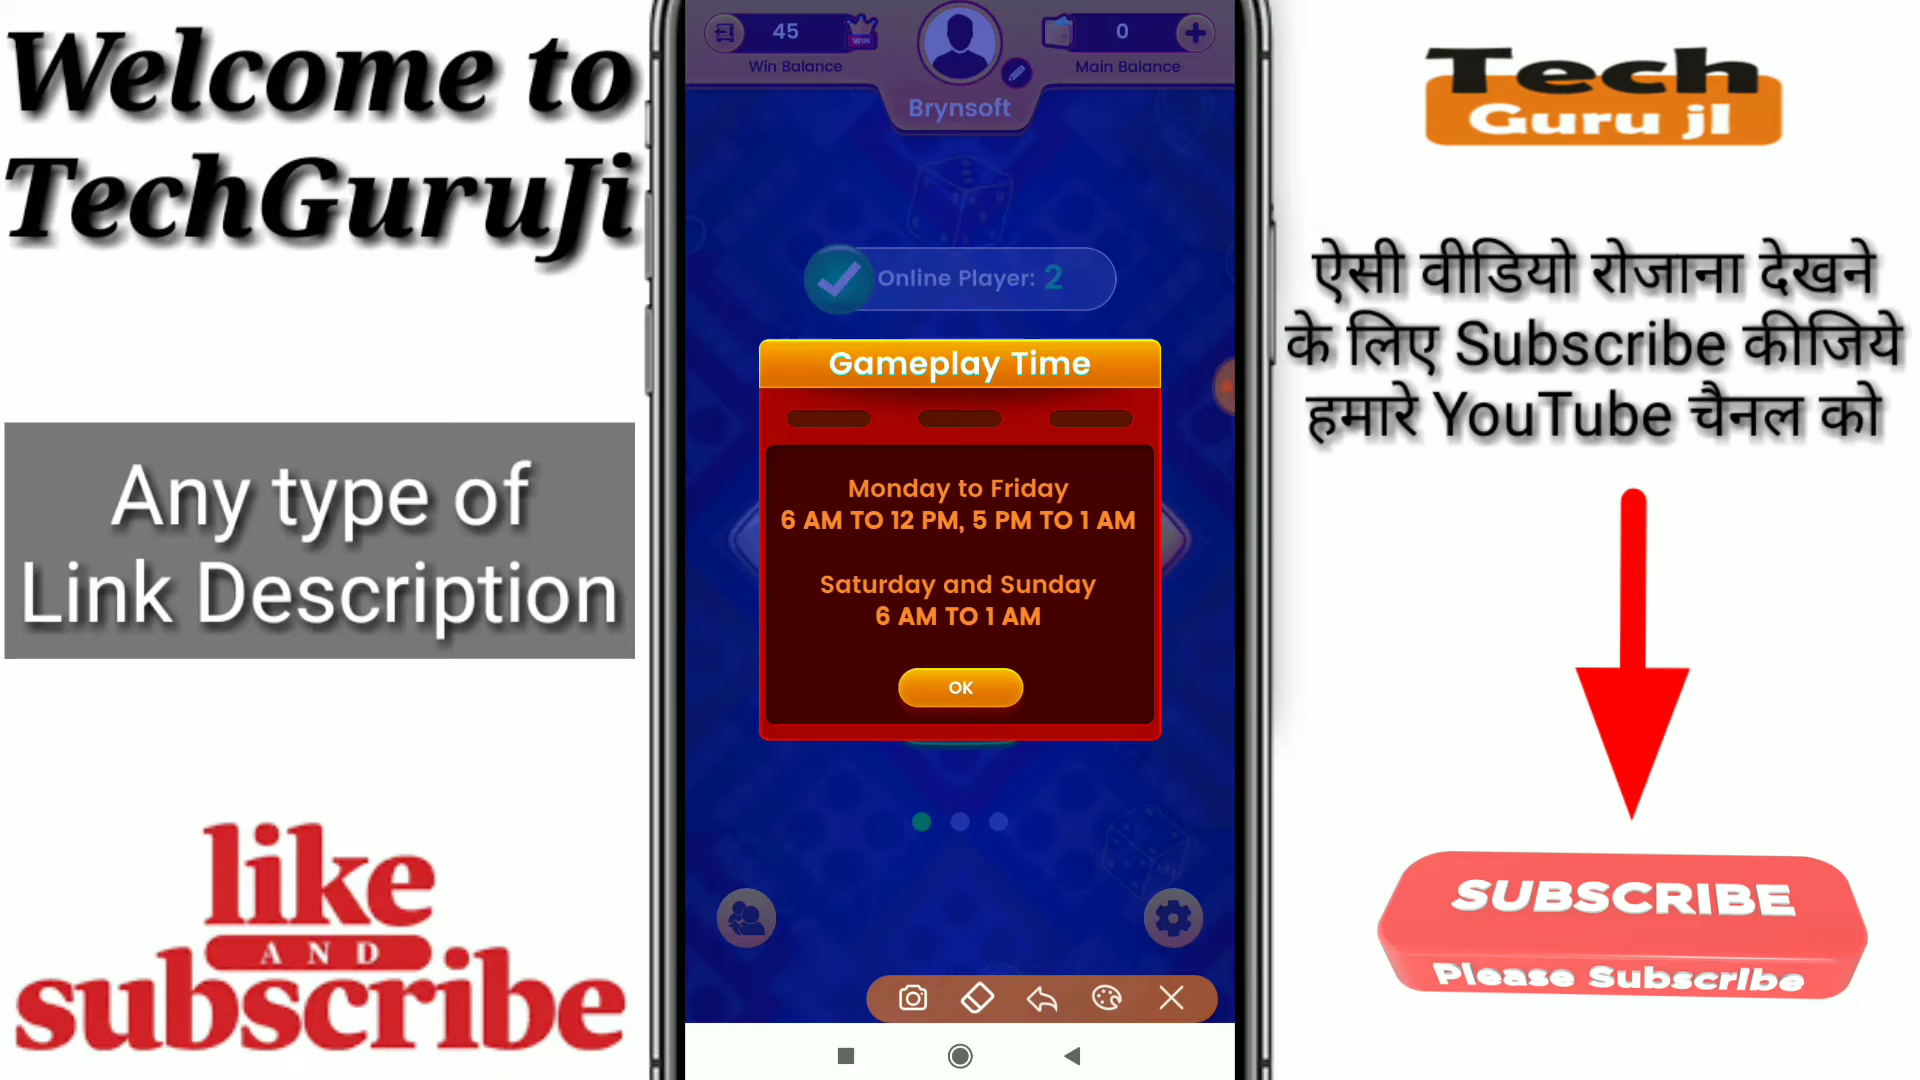 Welcome to
TechGuruJi
Any type of
Link Description
like
AND
subscribe
45
WIN
Win Balance
0
Main Balance
Brynsoft
Online Player: 2
Gameplay Time
Monday to Friday
6 AM TO 12 PM, 5 PM TO 1 AM
Saturday and Sunday
6 AM TO 1 AM
OK
Tech
Guru jI
ऐसी वीडियो रोजाना देखने
के लिए Subscribe कीजिये
हमारे YouTube चैनल को
SUBSCRIBE
Please Subscribe